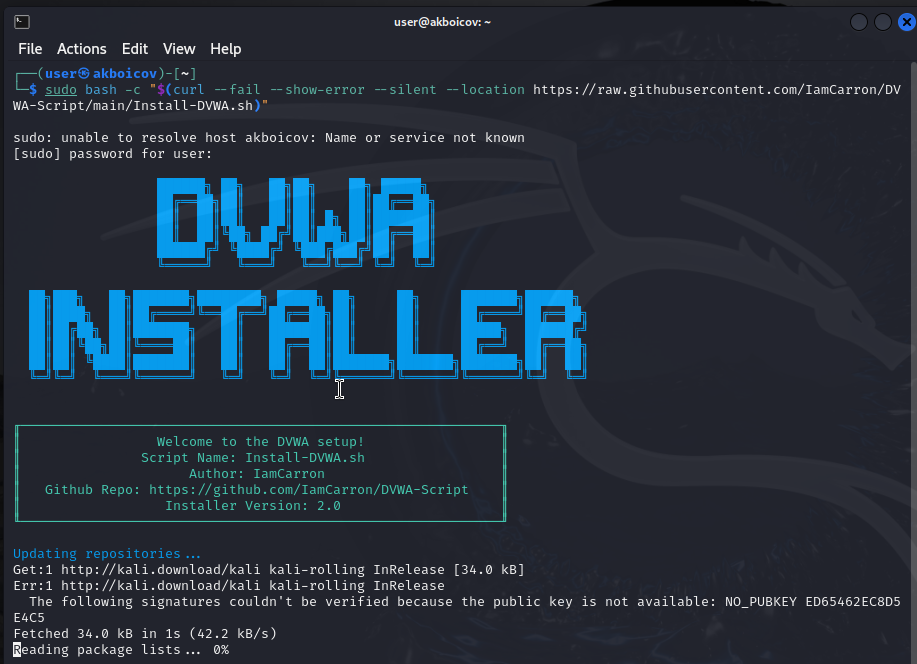 user@akboicov: ~
File Actions Edit View Help
┌──(user㉿akboicov)-[~]
└─$ sudo bash -c "$(curl --fail --show-error --silent --location https://raw.githubusercontent.com/IamCarron/DV
WA-Script/main/Install-DVWA.sh)"
sudo: unable to resolve host akboicov: Name or service not known
[sudo] password for user:
DVWA
INSTALLER
Welcome to the DVWA setup!
Script Name: Install-DVWA.sh
Author: IamCarron
Github Repo: https://github.com/IamCarron/DVWA-Script
Installer Version: 2.0
Updating repositories...
Get:1 http://kali.download/kali kali-rolling InRelease [34.0 kB]
Err:1 http://kali.download/kali kali-rolling InRelease
The following signatures couldn't be verified because the public key is not available: NO_PUBKEY ED65462EC8D5
E4C5
Fetched 34.0 kB in 1s (42.2 kB/s)
Reading package lists... 0%